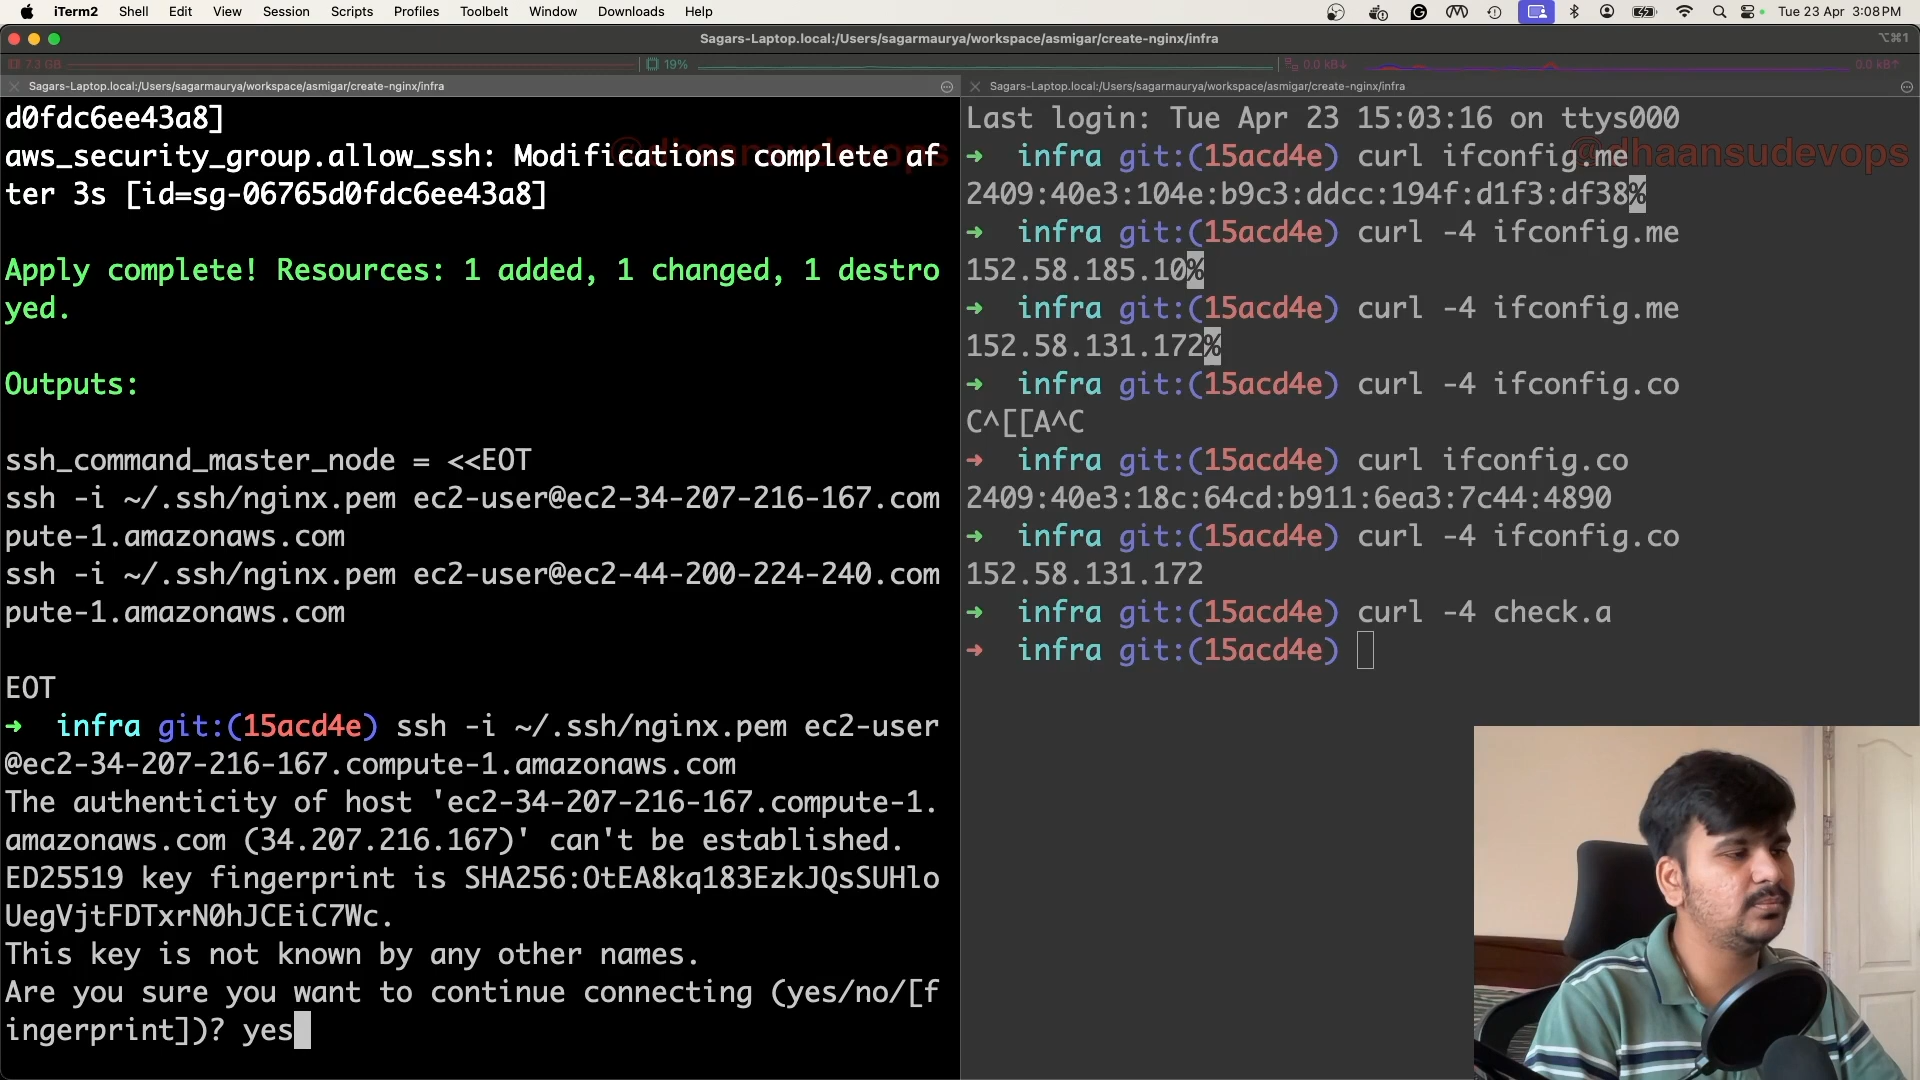 iTerm2 Shell Edit View Session Scripts Profiles Toolbelt Window Downloads Help Tue 23 Apr 3:08 PM
Sagars-Laptop.local:/Users/sagarmaurya/workspace/asmigar/create-nginx/infra ⌥⌘1
7.3 GB 19% 0.0 kB↓ 0.0 kB↑
Sagars-Laptop.local:/Users/sagarmaurya/workspace/asmigar/create-nginx/infra
d0fdc6ee43a8]
aws_security_group.allow_ssh: Modifications complete af
ter 3s [id=sg-06765d0fdc6ee43a8]
Apply complete! Resources: 1 added, 1 changed, 1 destro
yed.
Outputs:
ssh_command_master_node = <<EOT
ssh -i ~/.ssh/nginx.pem ec2-user@ec2-34-207-216-167.com
pute-1.amazonaws.com
ssh -i ~/.ssh/nginx.pem ec2-user@ec2-44-200-224-240.com
pute-1.amazonaws.com
EOT
➜ infra git:(15acd4e) ssh -i ~/.ssh/nginx.pem ec2-user
@ec2-34-207-216-167.compute-1.amazonaws.com
The authenticity of host 'ec2-34-207-216-167.compute-1.
amazonaws.com (34.207.216.167)' can't be established.
ED25519 key fingerprint is SHA256:OtEA8kq183EzkJQsSUHlo
UegVjtFDTxrN0hJCEiC7Wc.
This key is not known by any other names.
Are you sure you want to continue connecting (yes/no/[f
ingerprint])? yes
Sagars-Laptop.local:/Users/sagarmaurya/workspace/asmigar/create-nginx/infra
Last login: Tue Apr 23 15:03:16 on ttys000
@dhaansudevops
➜ infra git:(15acd4e) curl ifconfig.me
2409:40e3:104e:b9c3:ddcc:194f:d1f3:df38%
➜ infra git:(15acd4e) curl -4 ifconfig.me
152.58.185.10%
➜ infra git:(15acd4e) curl -4 ifconfig.me
152.58.131.172%
➜ infra git:(15acd4e) curl -4 ifconfig.co
C^[[A^C
➜ infra git:(15acd4e) curl ifconfig.co
2409:40e3:18c:64cd:b911:6ea3:7c44:4890
➜ infra git:(15acd4e) curl -4 ifconfig.co
152.58.131.172
➜ infra git:(15acd4e) curl -4 check.a
➜ infra git:(15acd4e)